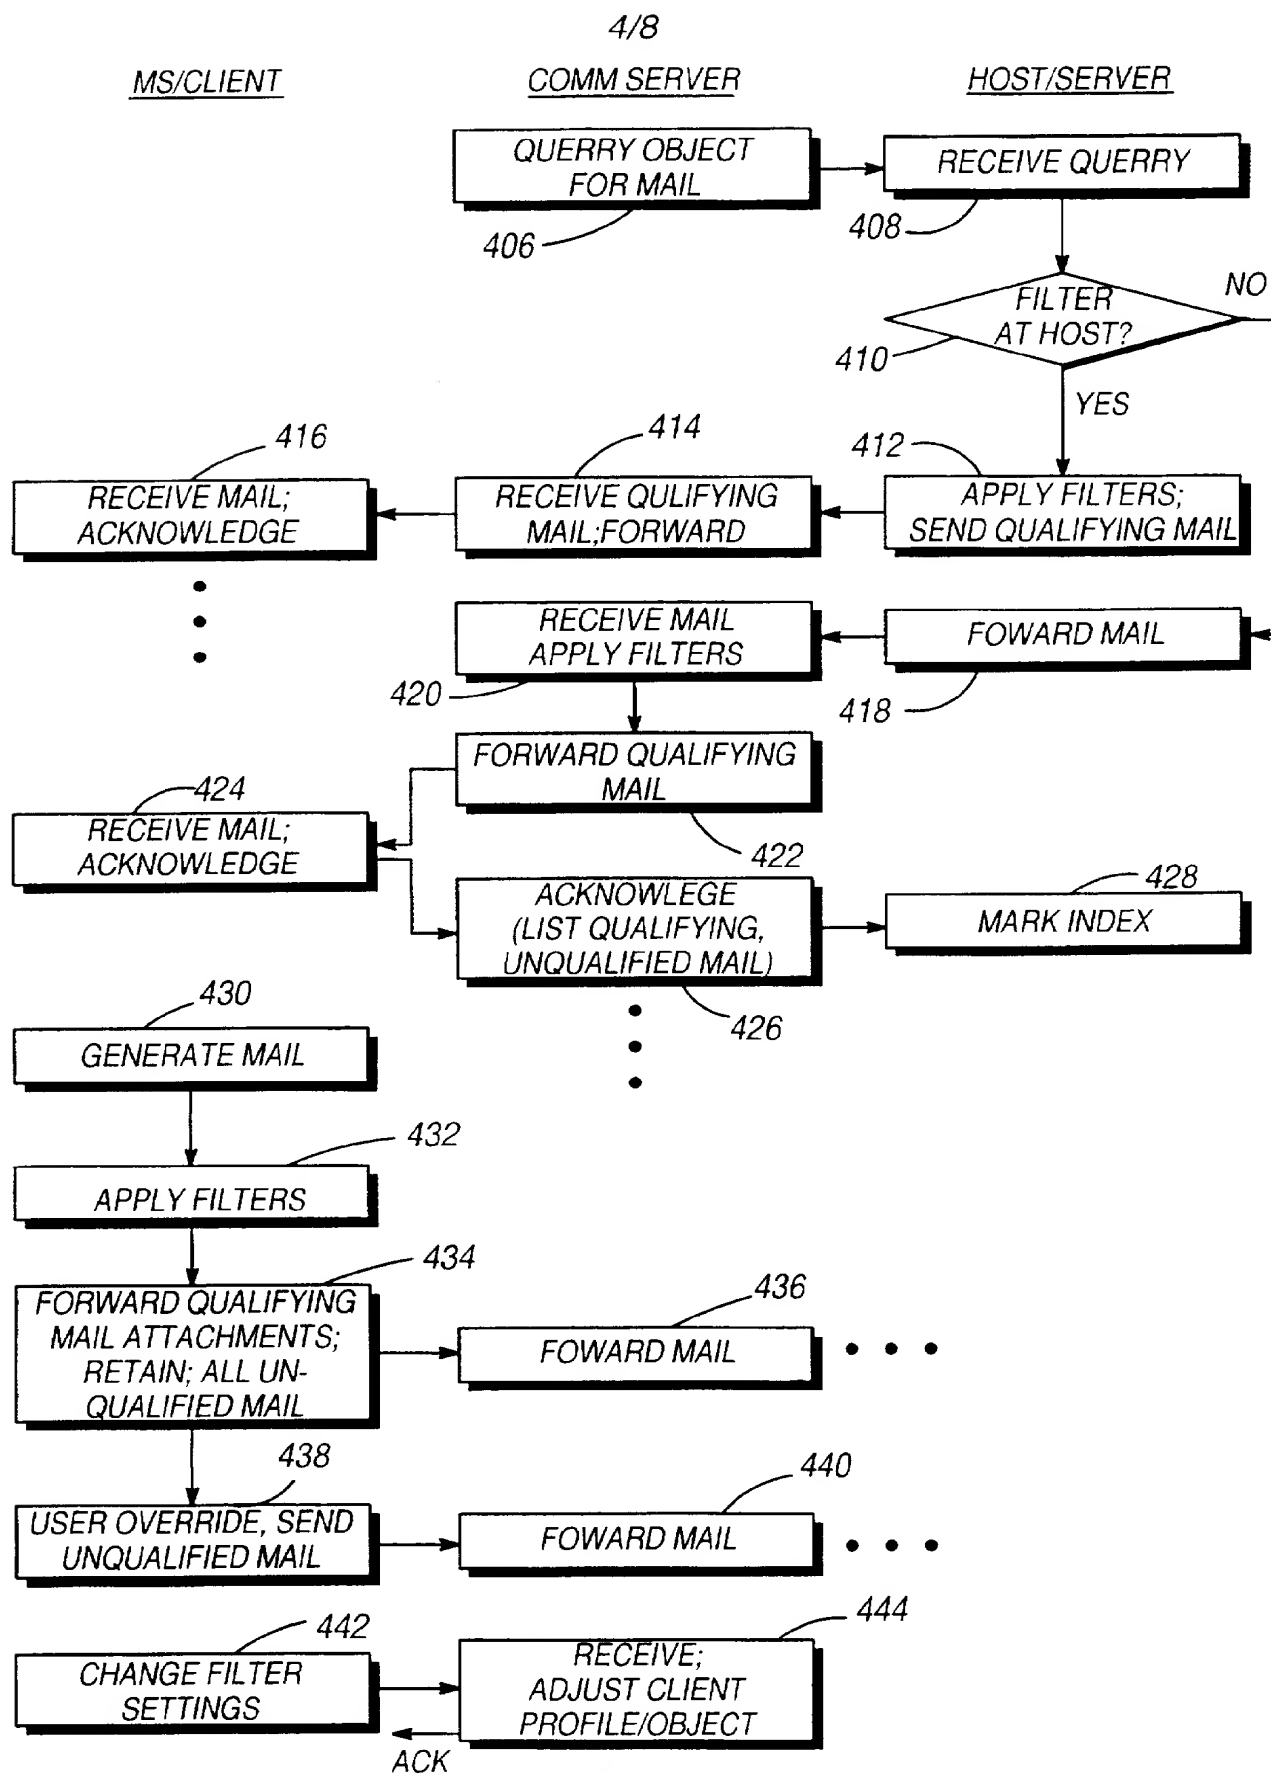 4/8
MS/CLIENT
COMM SERVER
HOST/SERVER
QUERRY OBJECT
FOR MAIL
406
RECEIVE QUERRY
408
FILTER
AT HOST?
410
NO
YES
416
RECEIVE MAIL;
ACKNOWLEDGE
414
RECEIVE QULIFYING
MAIL;FORWARD
412
APPLY FILTERS;
SEND QUALIFYING MAIL
RECEIVE MAIL
APPLY FILTERS
420
FOWARD MAIL
418
FORWARD QUALIFYING
MAIL
422
424
RECEIVE MAIL;
ACKNOWLEDGE
ACKNOWLEGE
(LIST QUALIFYING,
UNQUALIFIED MAIL)
426
428
MARK INDEX
430
GENERATE MAIL
432
APPLY FILTERS
434
FORWARD QUALIFYING
MAIL ATTACHMENTS;
RETAIN; ALL UN-
QUALIFIED MAIL
436
FOWARD MAIL
438
USER OVERRIDE, SEND
UNQUALIFIED MAIL
440
FOWARD MAIL
442
CHANGE FILTER
SETTINGS
444
RECEIVE;
ADJUST CLIENT
PROFILE/OBJECT
ACK